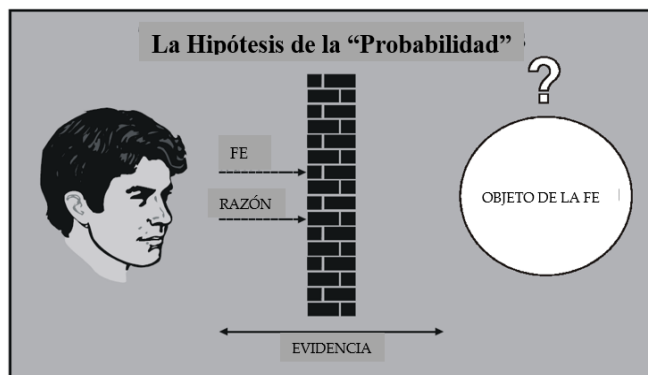 La Hipótesis de la “Probabilidad”
?
FE
RAZÓN
OBJETO DE LA FE
EVIDENCIA